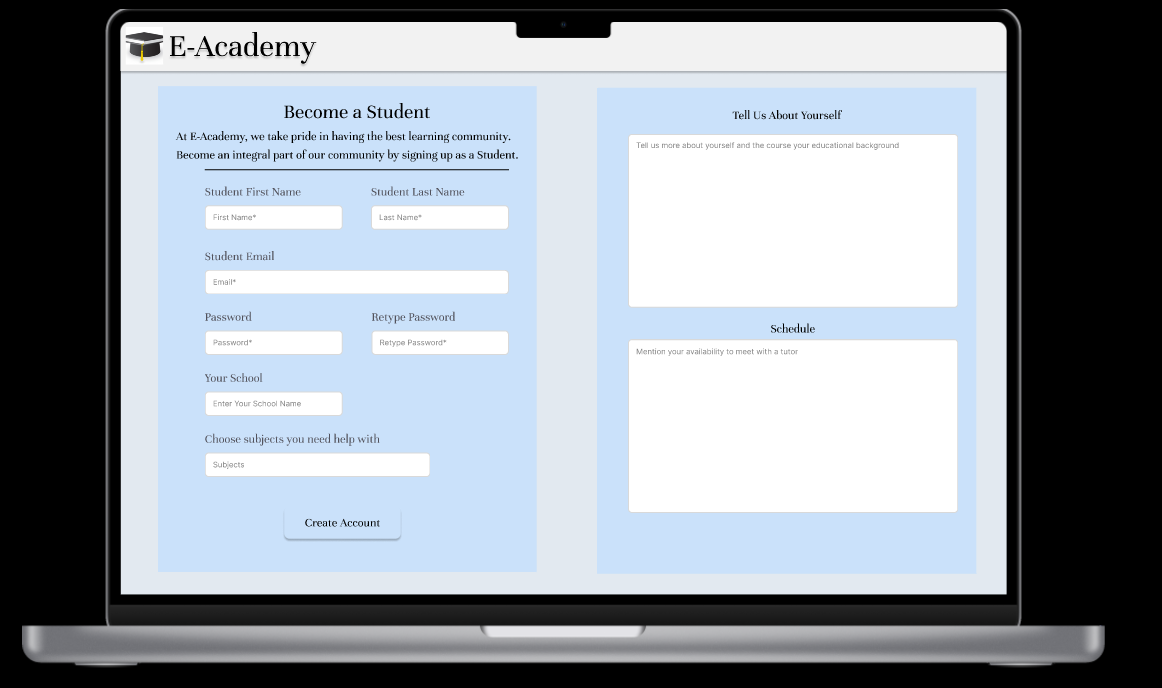 E-Academy
Become a Student
At E-Academy, we take pride in having the best learning community.
Become an integral part of our community by signing up as a Student.
Student First Name
Student Last Name
First Name*
Last Name*
Student Email
Email*
Password
Retype Password
Password*
Retype Password*
Your School
Enter Your School Name
Choose subjects you need help with
Subjects
Create Account
Tell Us About Yourself
Tell us more about yourself and the course your educational background
Schedule
Mention your availability to meet with a tutor